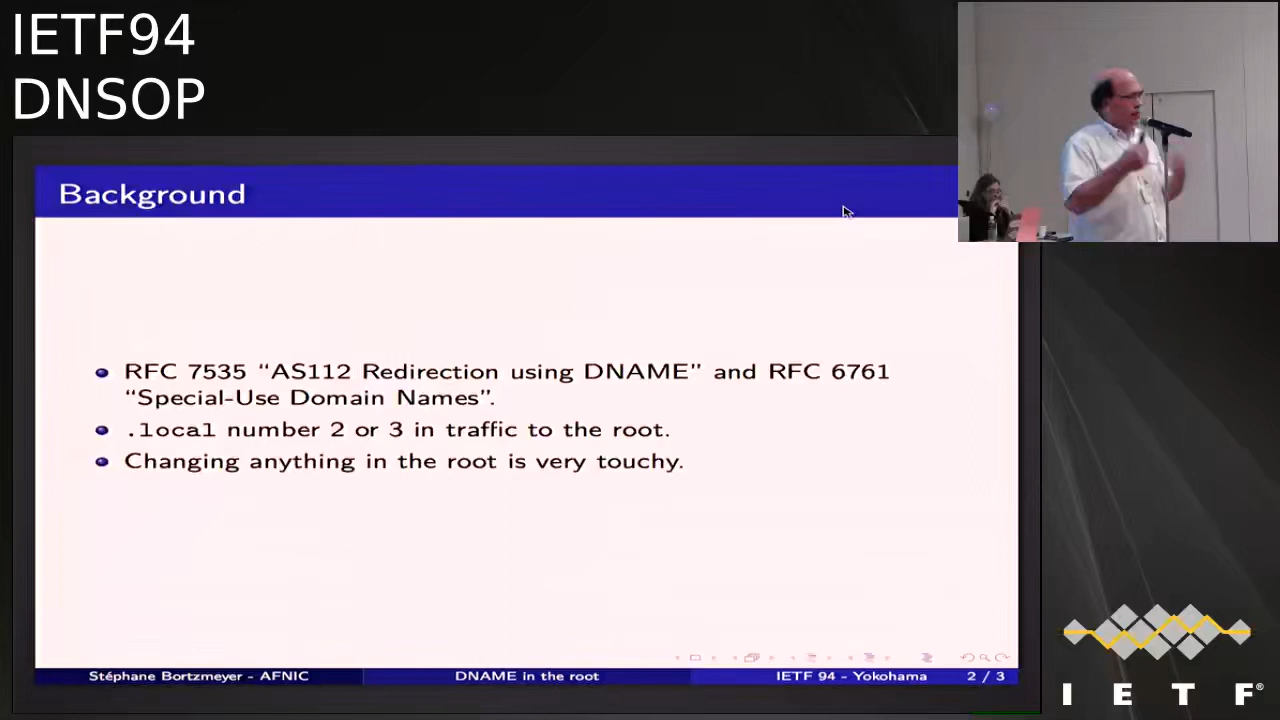 IETF94
DNSOP
Background
RFC 7535 “AS112 Redirection using DNAME” and RFC 6761
“Special-Use Domain Names”.
.local number 2 or 3 in traffic to the root.
Changing anything in the root is very touchy.
Stéphane Bortzmeyer - AFNIC
DNAME in the root
IETF 94 - Yokohama
2 / 3
I E T F®